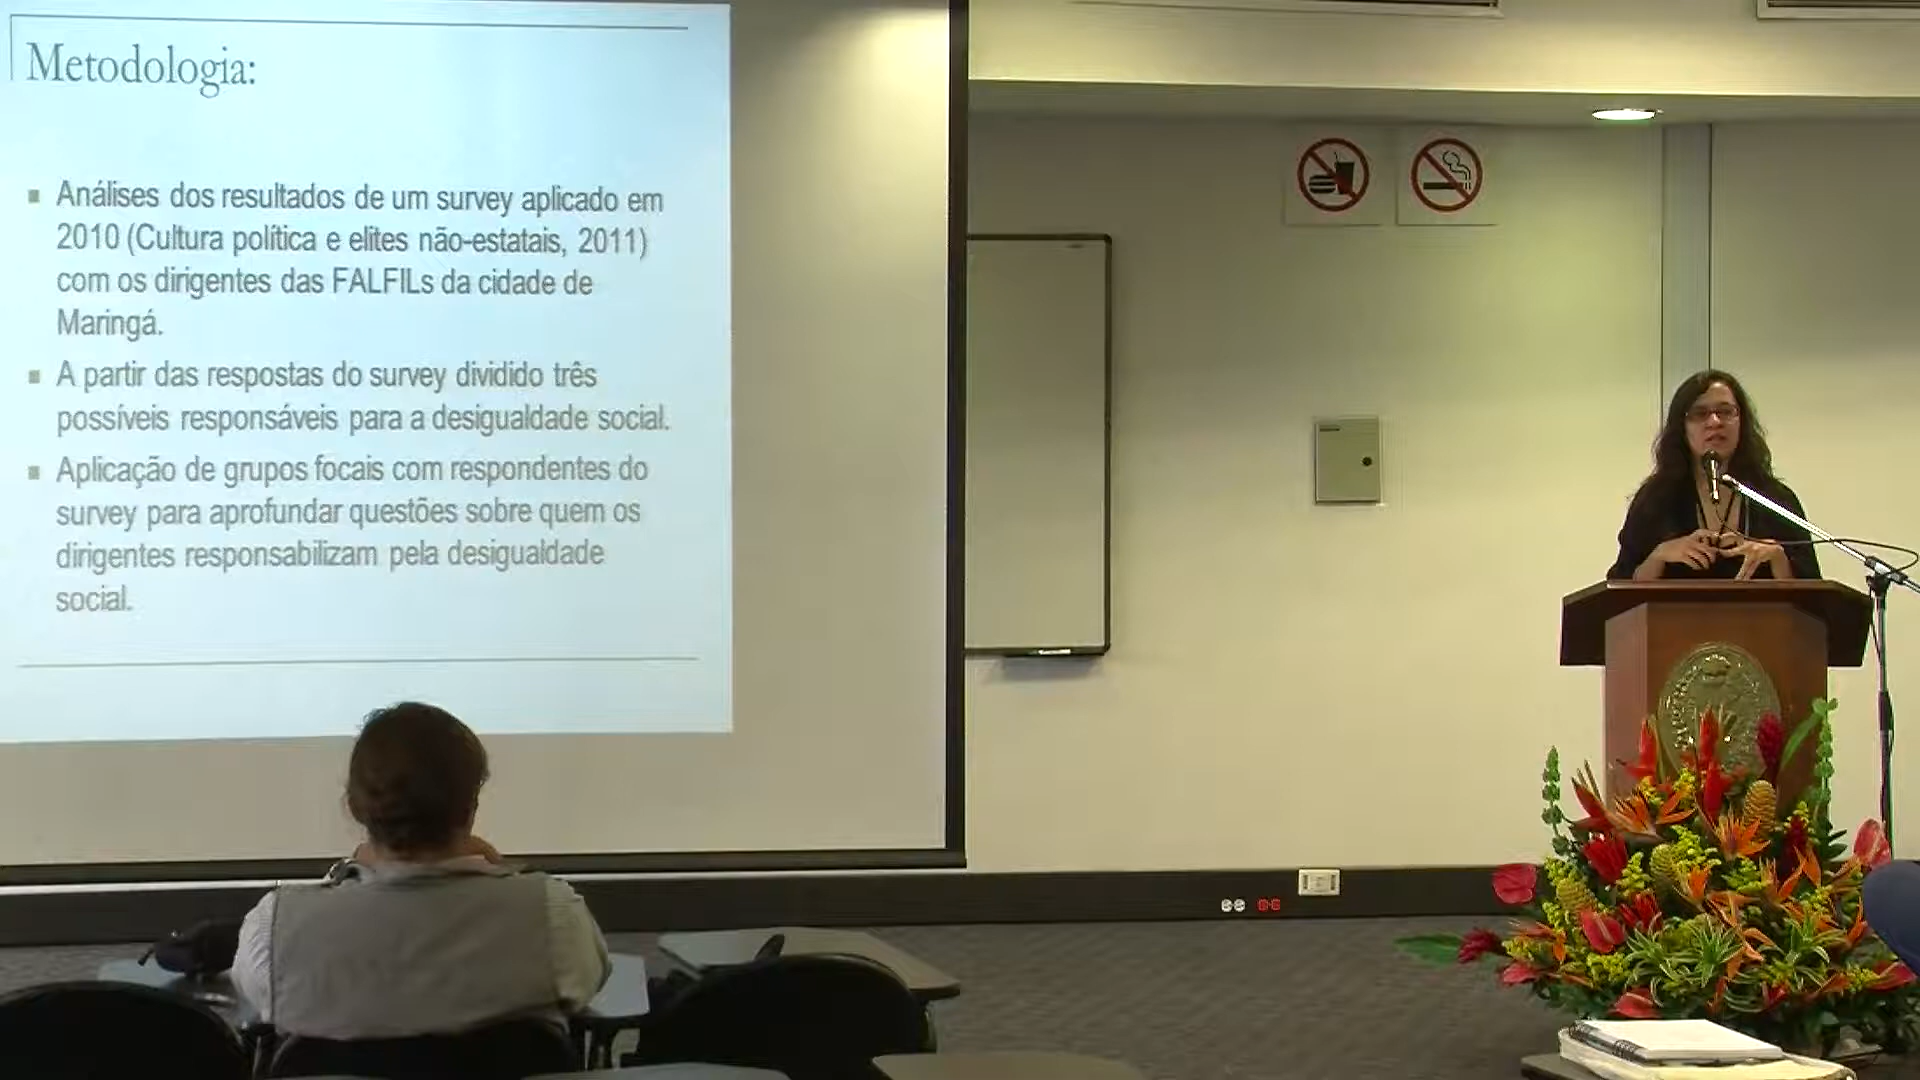 Metodologia:
Análises dos resultados de um survey aplicado em
2010 (Cultura política e elites não-estatais, 2011)
com os dirigentes das FALFILs da cidade de
Maringá.
A partir das respostas do survey dividido três
possíveis responsáveis para a desigualdade social.
Aplicação de grupos focais com respondentes do
survey para aprofundar questões sobre quem os
dirigentes responsabilizam pela desigualdade
social.